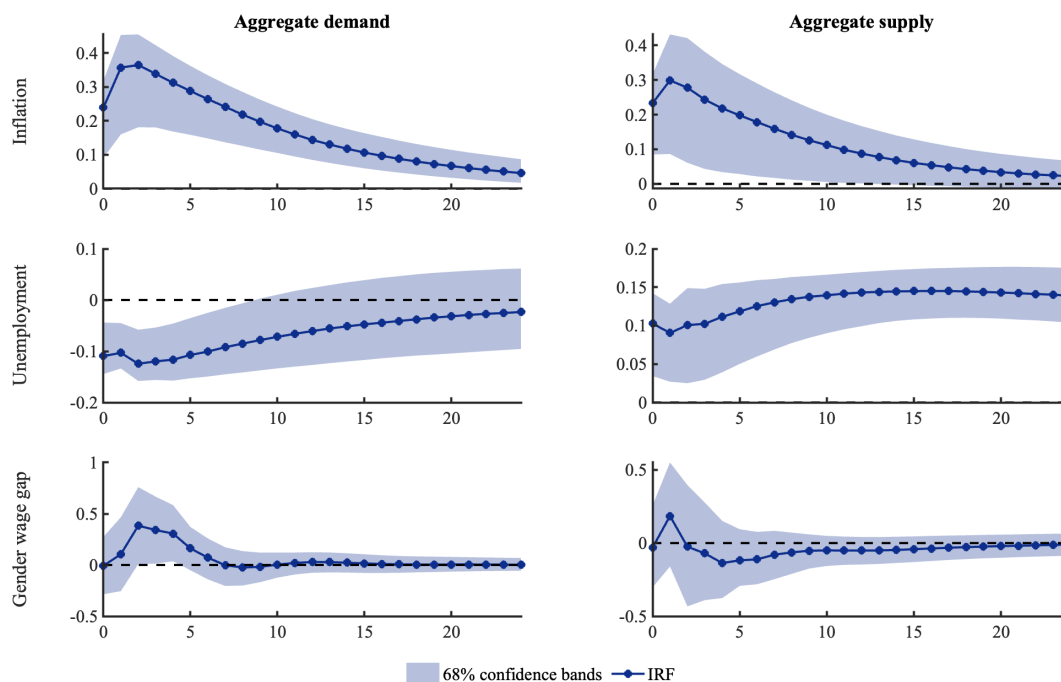 Aggregate demand
Aggregate supply
Inflation
0.4
0.3
0.2
0.1
0
0 5 10 15 20
0.4
0.3
0.2
0.1
0
0 5 10 15 20
Unemployment
0.1
0
-0.1
-0.2
0 5 10 15 20
0.2
0.15
0.1
0.05
0
0 5 10 15 20
Gender wage gap
1
0.5
0
-0.5
0 5 10 15 20
0.5
0
-0.5
0 5 10 15 20
68% confidence bands
IRF